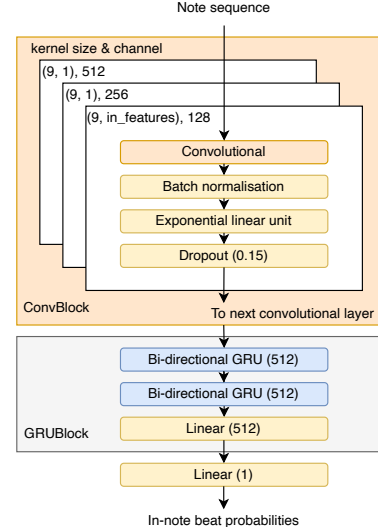 Note sequence
kernel size & channel
(9, 1), 512
(9, 1), 256
(9, in_features), 128
Convolutional
Batch normalisation
Exponential linear unit
Dropout (0.15)
To next convolutional layer
ConvBlock
Bi-directional GRU (512)
Bi-directional GRU (512)
Linear (512)
GRUBlock
Linear (1)
In-note beat probabilities